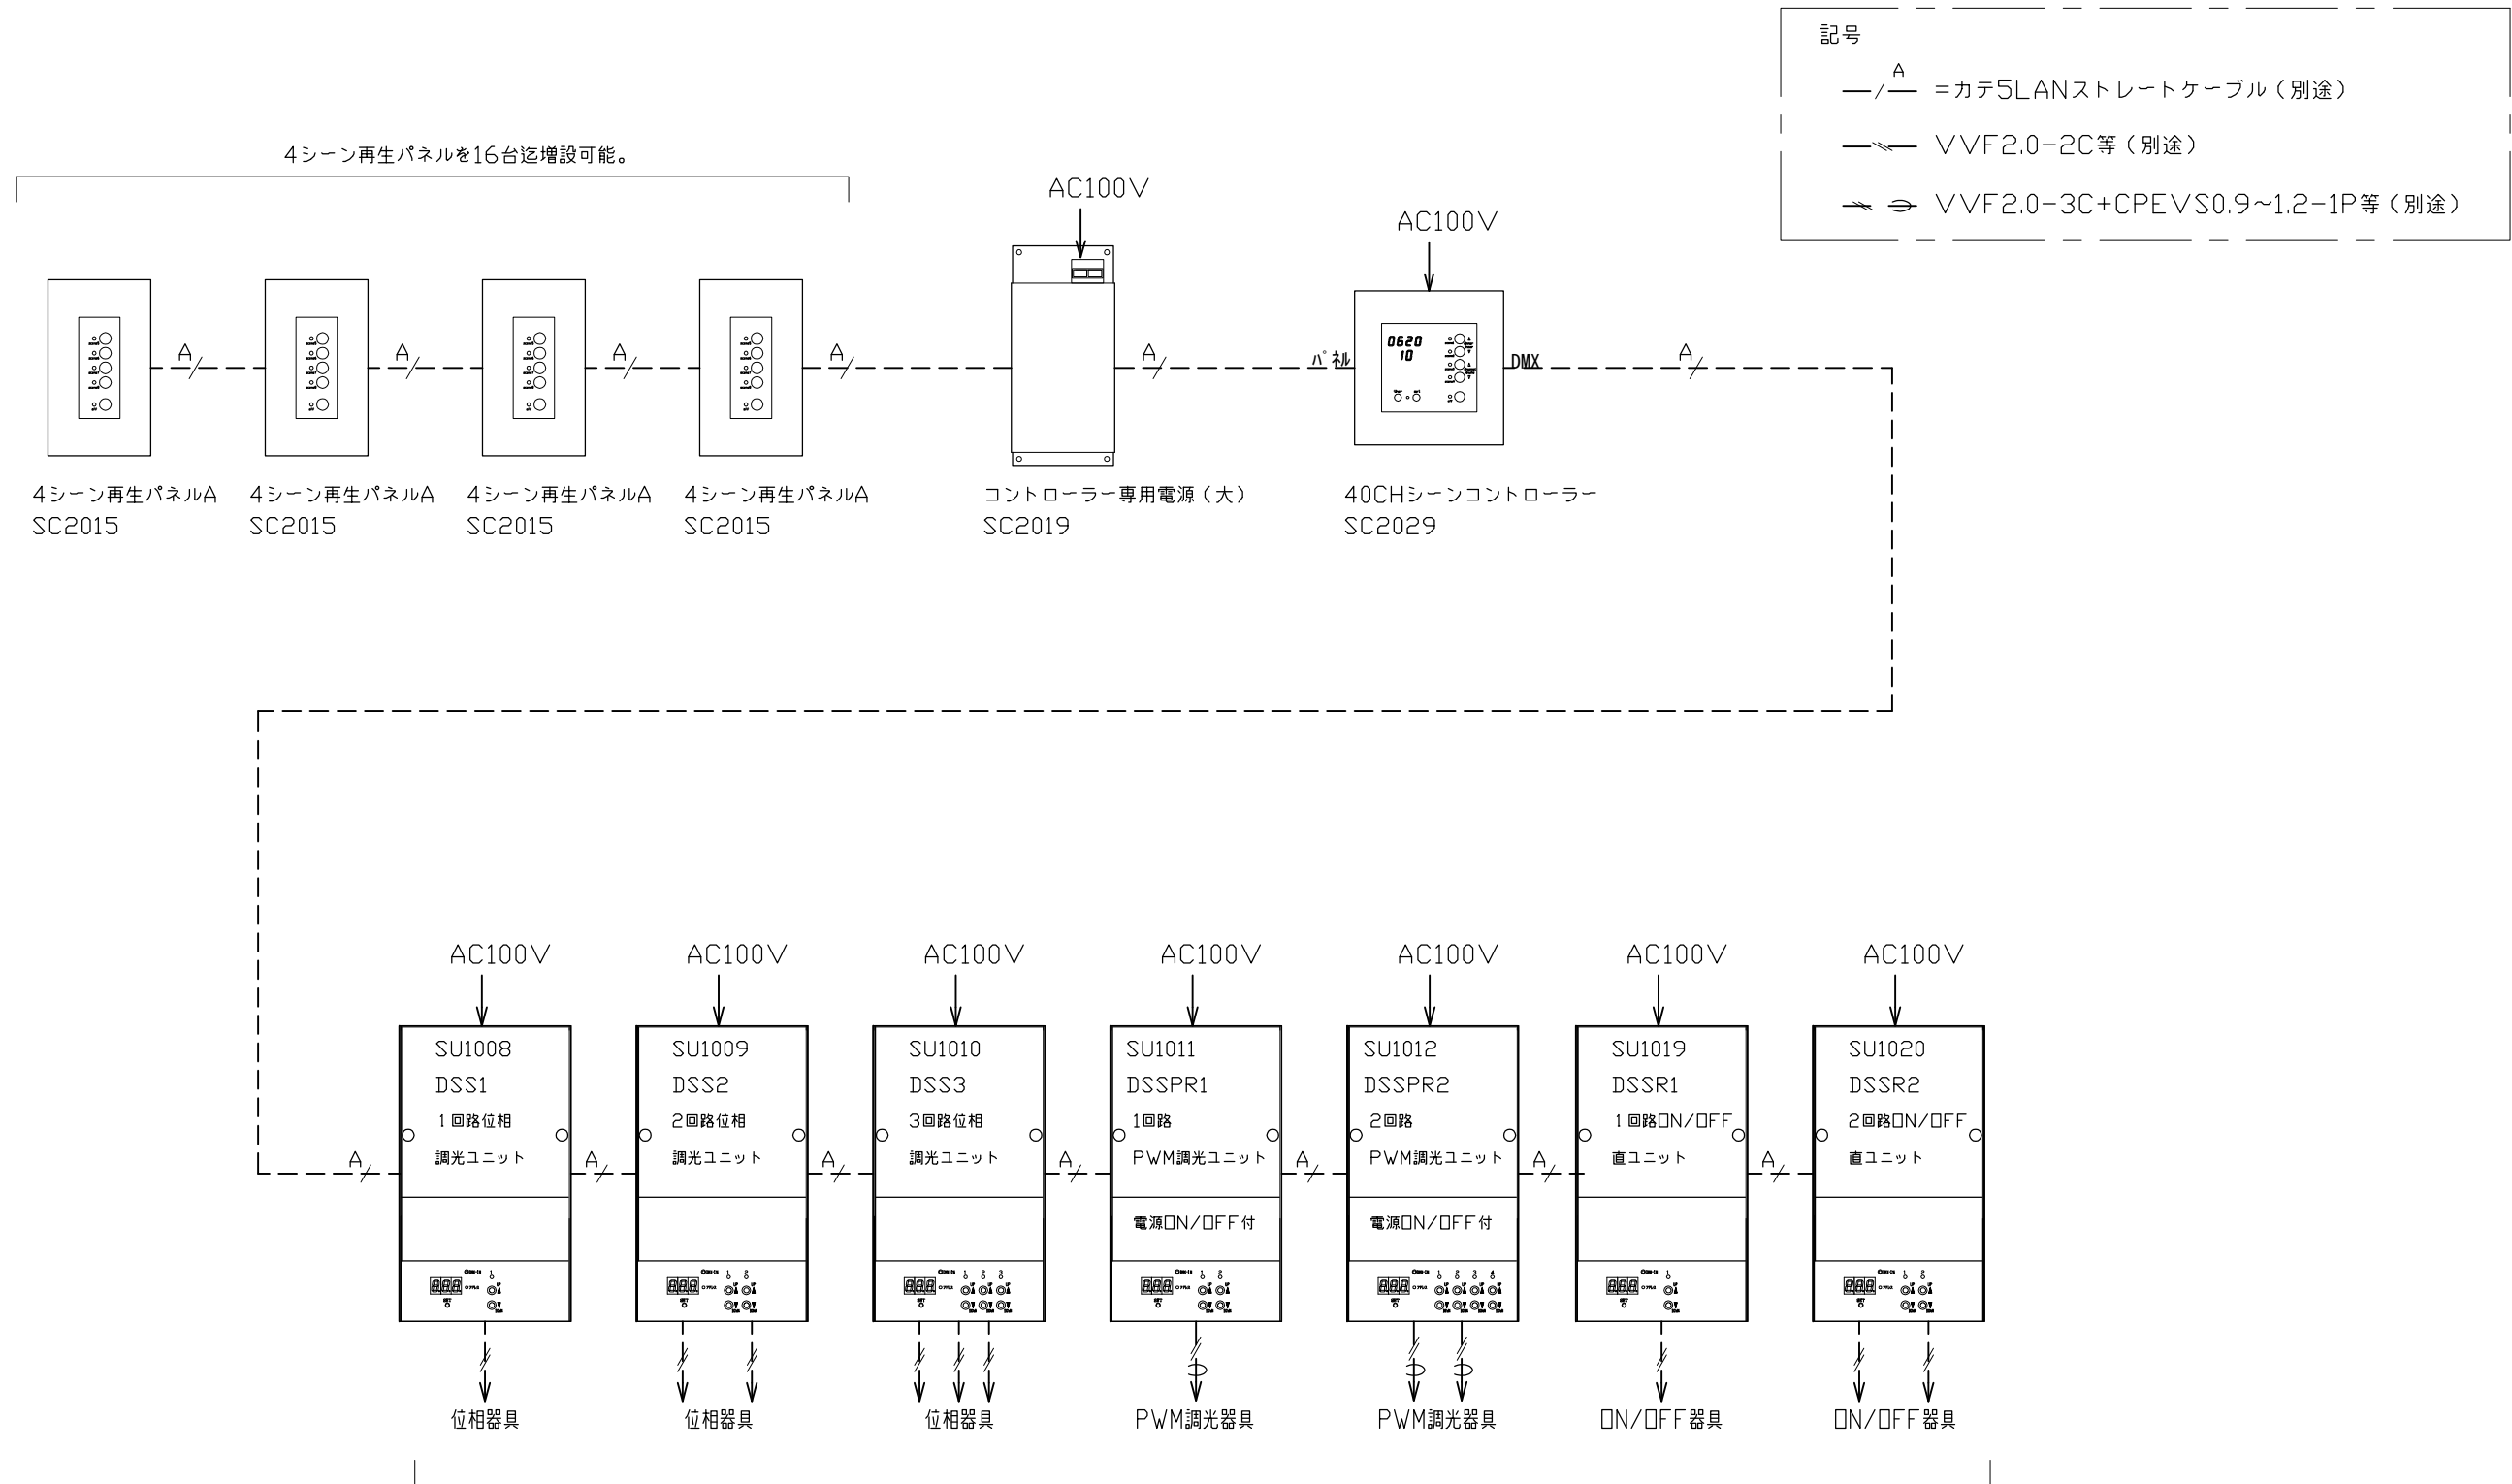 記号
A
=カテ5LANストレートケーブル(別途)
VVF2.0-2C等(別途)
VVF2.0-3C+CPEVS0.9~1.2-1P等(別途)
4シーン再生パネルを16台迄増設可能。
AC100V
AC100V
A
A
A
A
A
パネル
0620
10
DMX
A
4シーン再生パネルA
SC2015
4シーン再生パネルA
SC2015
4シーン再生パネルA
SC2015
4シーン再生パネルA
SC2015
コントローラー専用電源(大)
SC2019
40CHシーンコントローラー
SC2029
AC100V
AC100V
AC100V
AC100V
AC100V
AC100V
AC100V
A
SU1008
DSS1
1回路位相
調光ユニット
1
A
SU1009
DSS2
2回路位相
調光ユニット
1 2
A
SU1010
DSS3
3回路位相
調光ユニット
1 2 3
A
SU1011
DSSPR1
1回路
PWM調光ユニット
電源ON/OFF付
1 2
A
SU1012
DSSPR2
2回路
PWM調光ユニット
電源ON/OFF付
1 2 3 4
A
SU1019
DSSR1
1回路ON/OFF
直ユニット
1
A
SU1020
DSSR2
2回路ON/OFF
直ユニット
1 2
位相器具
位相器具
位相器具
PWM調光器具
PWM調光器具
ON/OFF器具
ON/OFF器具